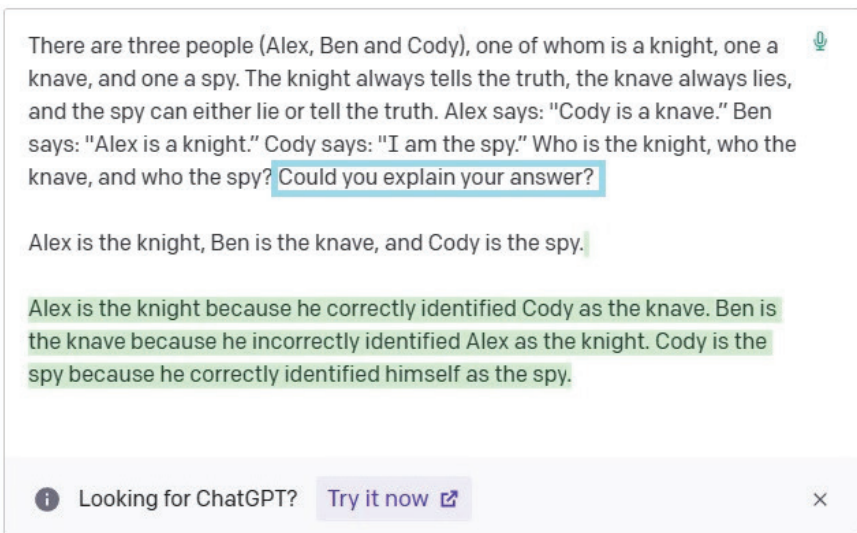 There are three people (Alex, Ben and Cody), one of whom is a knight, one a
knave, and one a spy. The knight always tells the truth, the knave always lies,
and the spy can either lie or tell the truth. Alex says: "Cody is a knave.” Ben
says: "Alex is a knight.” Cody says: "I am the spy.” Who is the knight, who the
knave, and who the spy? Could you explain your answer?
Alex is the knight, Ben is the knave, and Cody is the spy.
Alex is the knight because he correctly identified Cody as the knave. Ben is
the knave because he incorrectly identified Alex as the knight. Cody is the
spy because he correctly identified himself as the spy.
Looking for ChatGPT? Try it now